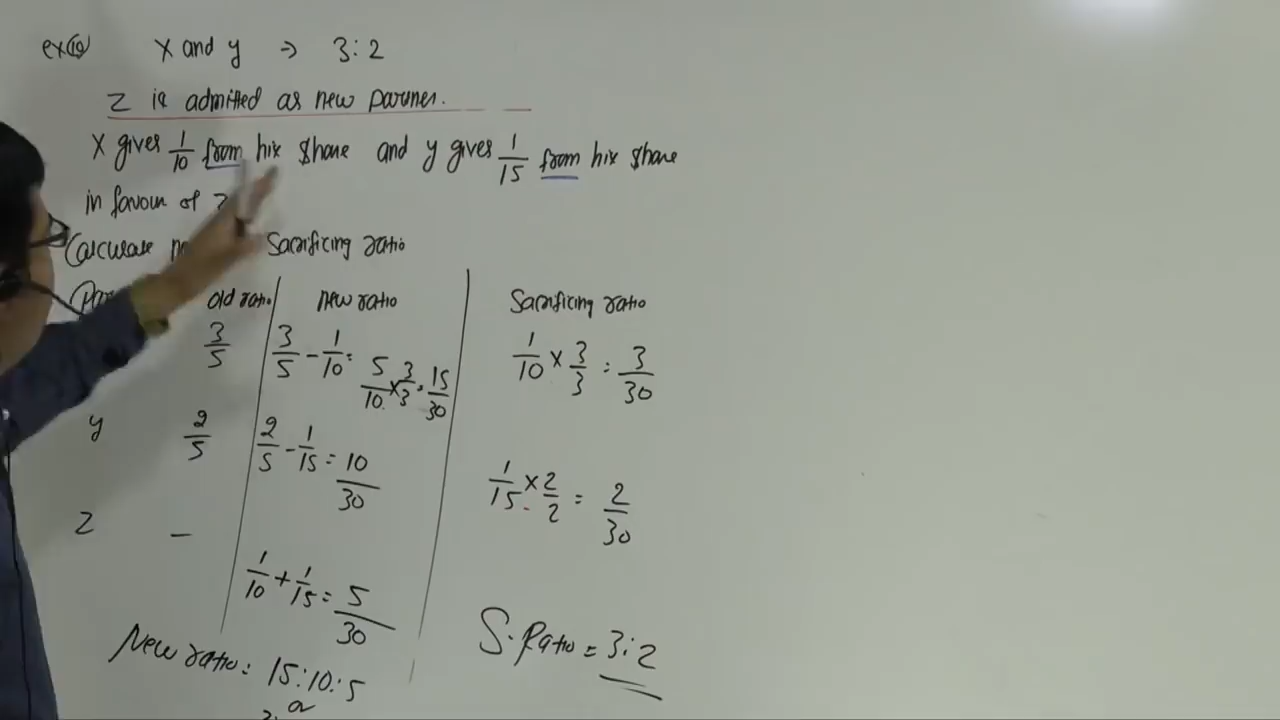 ex(10) X and y → 3:2
Z is admitted as new partner.
X gives 1/10 from his share and y gives 1/15 from his share
in favour of Z
Calculate Sacrificing ratio
old ratio new ratio Sacrificing ratio
3/5 3/5 - 1/10 = 5/10 × 3/3 = 15/30 1/10 × 3/3 = 3/30
y 2/5 2/5 - 1/15 = 10/30 1/15 × 2/2 = 2/30
Z — 1/10 + 1/15 = 5/30
New ratio = 15:10:5
S. Ratio = 3:2